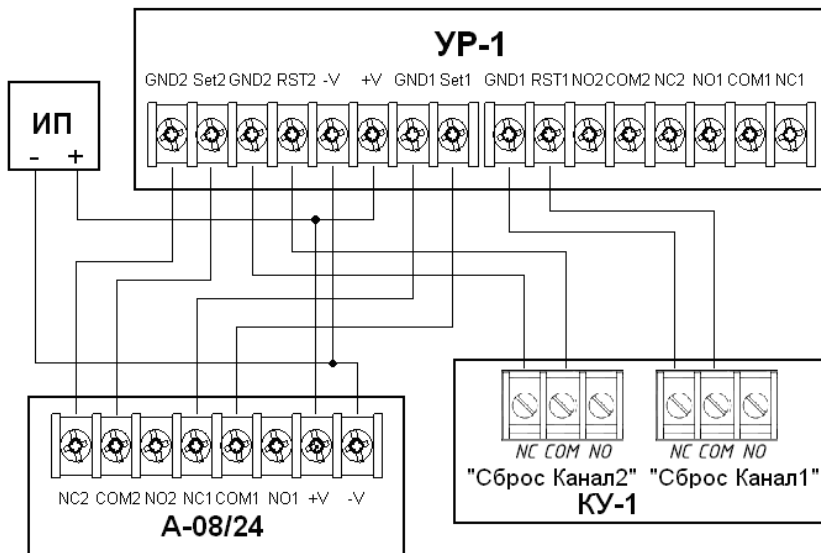 УР-1
GND2 Set2 GND2 RST2 -V +V GND1 Set1 GND1 RST1 NO2 COM2 NC2 NO1 COM1 NC1
ИП
- +
NC COM NO NC COM NO
"Сброс Канал2" "Сброс Канал1"
КУ-1
NC2 COM2 NO2 NC1 COM1 NO1 +V -V
А-08/24